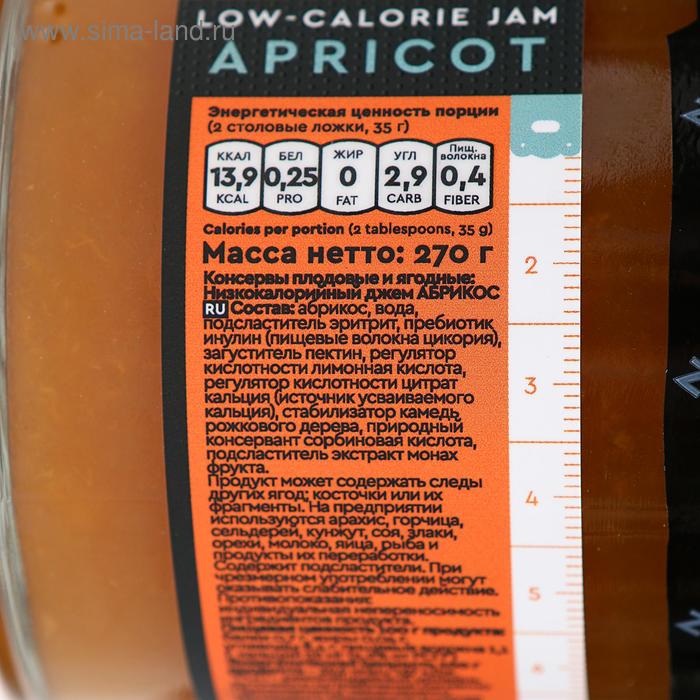 www.sima-land.ru
LOW-CALORIE JAM
APRICOT
Энергетическая ценность порции
(2 столовые ложки, 35 г)
ККАЛ БЕЛ ЖИР УГЛ Пищ. волокна
13,9 0,25 0 2,9 0,4
KCAL PRO FAT CARB FIBER
Calories per portion (2 tablespoons, 35 g)
Масса нетто: 270 г
Консервы плодовые и ягодные:
Низкокалорийный джем АБРИКОС
RU Состав: абрикос, вода,
подсластитель эритрит, пребиотик
инулин (пищевые волокна цикория),
загуститель пектин, регулятор
кислотности лимонная кислота,
регулятор кислотности цитрат
кальция (источник усваиваемого
кальция), стабилизатор камедь
рожкового дерева, природный
консервант сорбиновая кислота,
подсластитель экстракт монах
фрукта.
Продукт может содержать следы
других ягод; косточки или их
фрагменты. На предприятии
используются арахис, горчица,
сельдерей, кунжут, соя, злаки,
орехи, молоко, яйца, рыба и
продукты их переработки.
Содержит подсластители. При
чрезмерном употреблении могут
оказывать слабительное действие.
Противопоказания:
индивидуальная непереносимость
ингредиентов продукта.
2
3
4
5